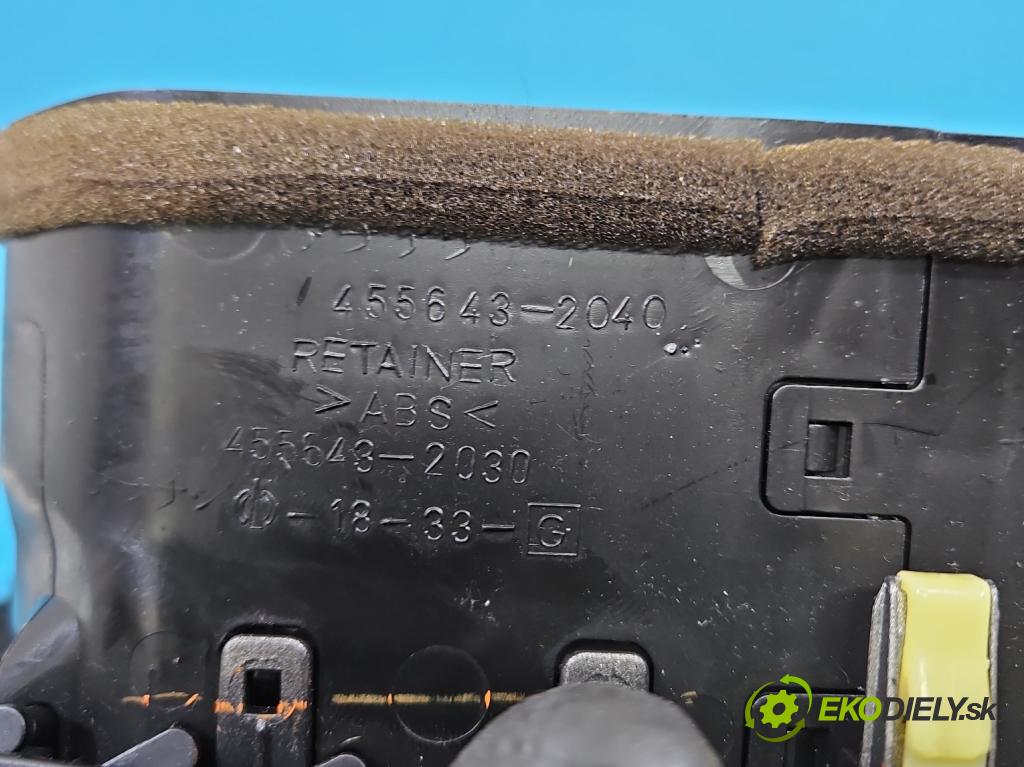 455643-2040
RETAINER
>ABS<
455643-2030
-18-33-G
EKODIELY.sk